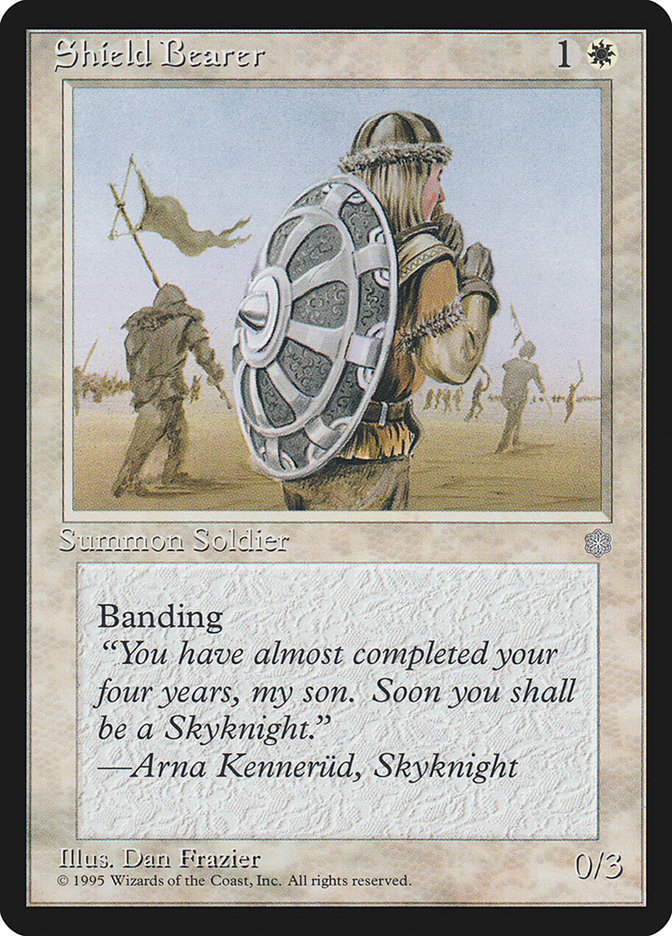 Shield Bearer 1
Summon Soldier
Banding
“You have almost completed your
four years, my son. Soon you shall
be a Skyknight.”
—Arna Kennerüd, Skyknight
Illus. Dan Frazier
0/3
© 1995 Wizards of the Coast, Inc. All rights reserved.